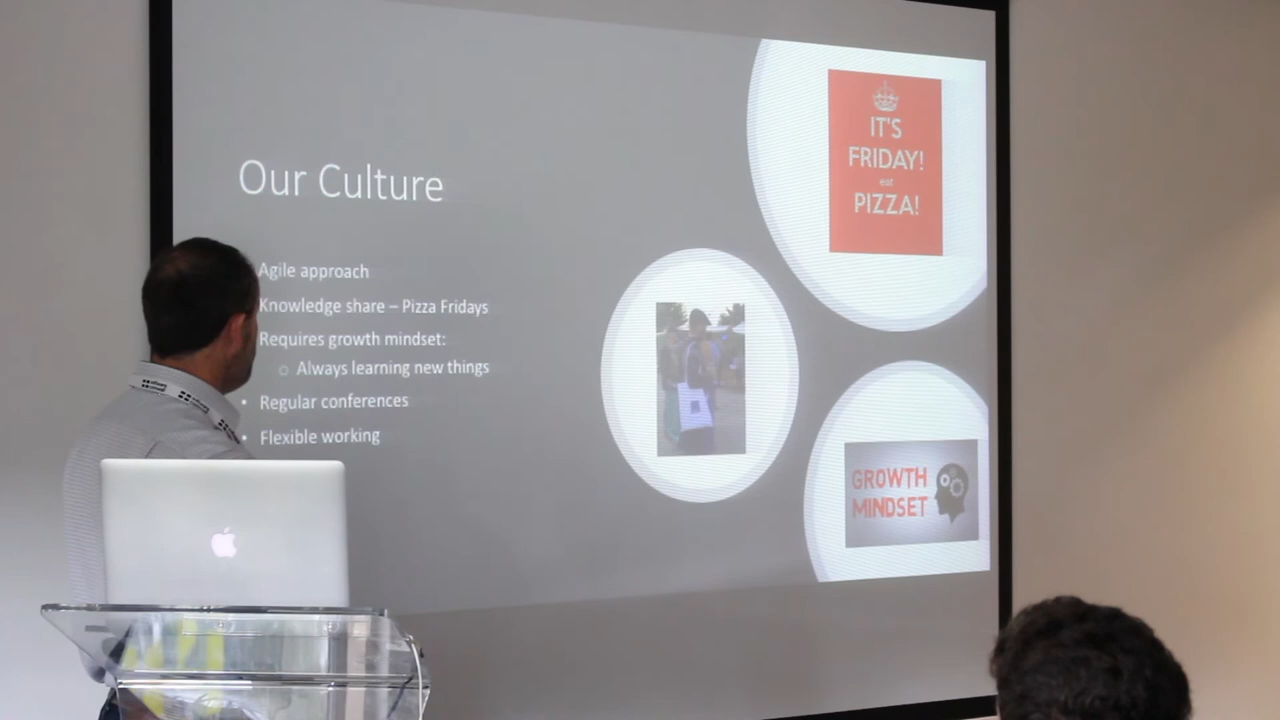 Our Culture
Agile approach
Knowledge share – Pizza Fridays
Requires growth mindset:
○ Always learning new things
• Regular conferences
• Flexible working
IT'S
FRIDAY!
eat
PIZZA!
GROWTH
MINDSET